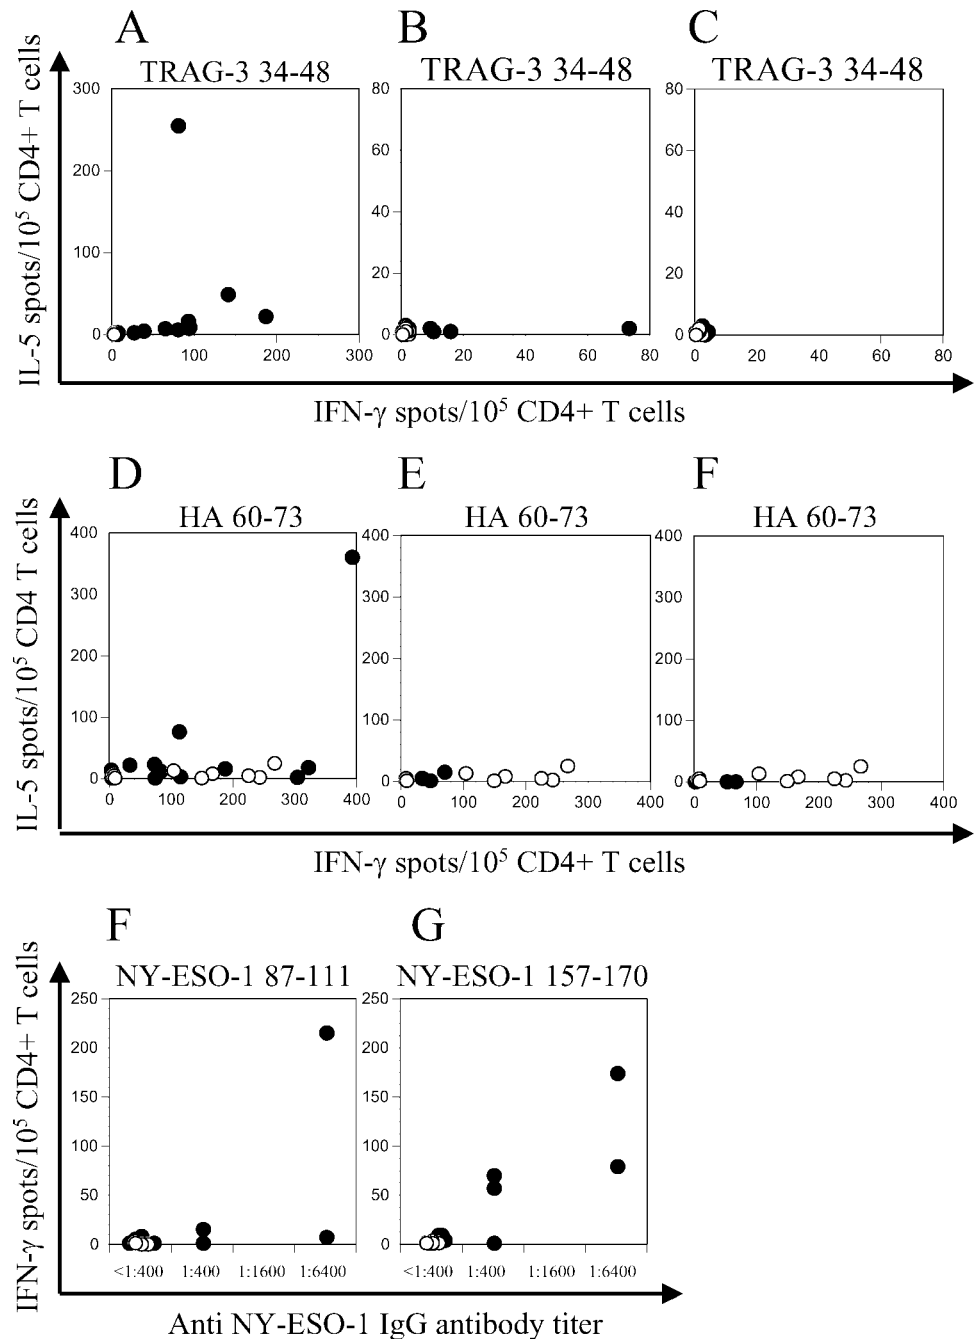 A B C
TRAG-3 34-48 TRAG-3 34-48 TRAG-3 34-48
IL-5 spots/10⁵ CD4+ T cells
300 200 100 0
0 100 200 300
80 60 40 20 0
0 20 40 60 80
80 60 40 20 0
0 20 40 60 80
IFN-γ spots/10⁵ CD4+ T cells
D E F
HA 60-73 HA 60-73 HA 60-73
IL-5 spots/10⁵ CD4 T cells
400 300 200 100 0
0 100 200 300 400
400 300 200 100 0
0 100 200 300 400
400 300 200 100 0
0 100 200 300 400
IFN-γ spots/10⁵ CD4+ T cells
F G
NY-ESO-1 87-111 NY-ESO-1 157-170
IFN-γ spots/10⁵ CD4+ T cells
250 200 150 100 50 0
<1:400 1:400 1:1600 1:6400
250 200 150 100 50 0
<1:400 1:400 1:1600 1:6400
Anti NY-ESO-1 IgG antibody titer